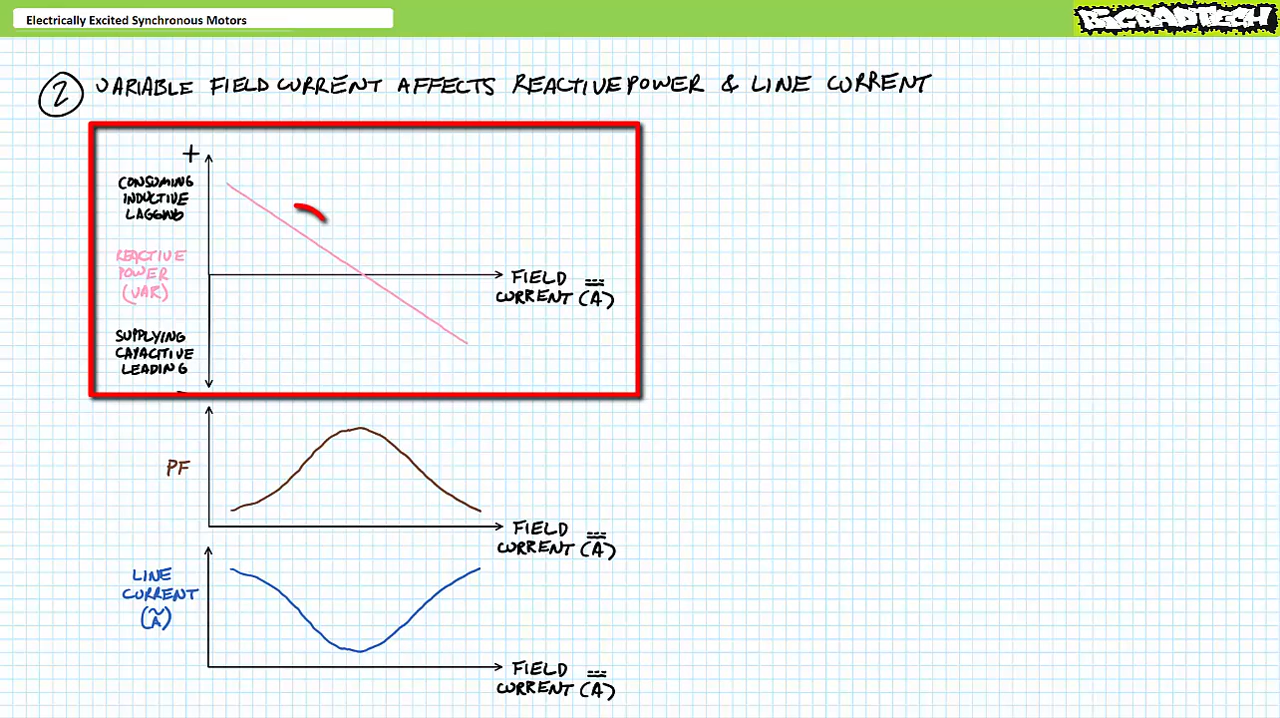 Electrically Excited Synchronous Motors
BIGBADTECH
2 VARIABLE FIELD CURRENT AFFECTS REACTIVE POWER & LINE CURRENT
+
CONSUMING
INDUCTIVE
LAGGING
REACTIVE
POWER
(VAR)
FIELD
CURRENT (A)
SUPPLYING
CAPACITIVE
LEADING
PF
FIELD
CURRENT (A)
LINE
CURRENT
(A)
FIELD
CURRENT (A)